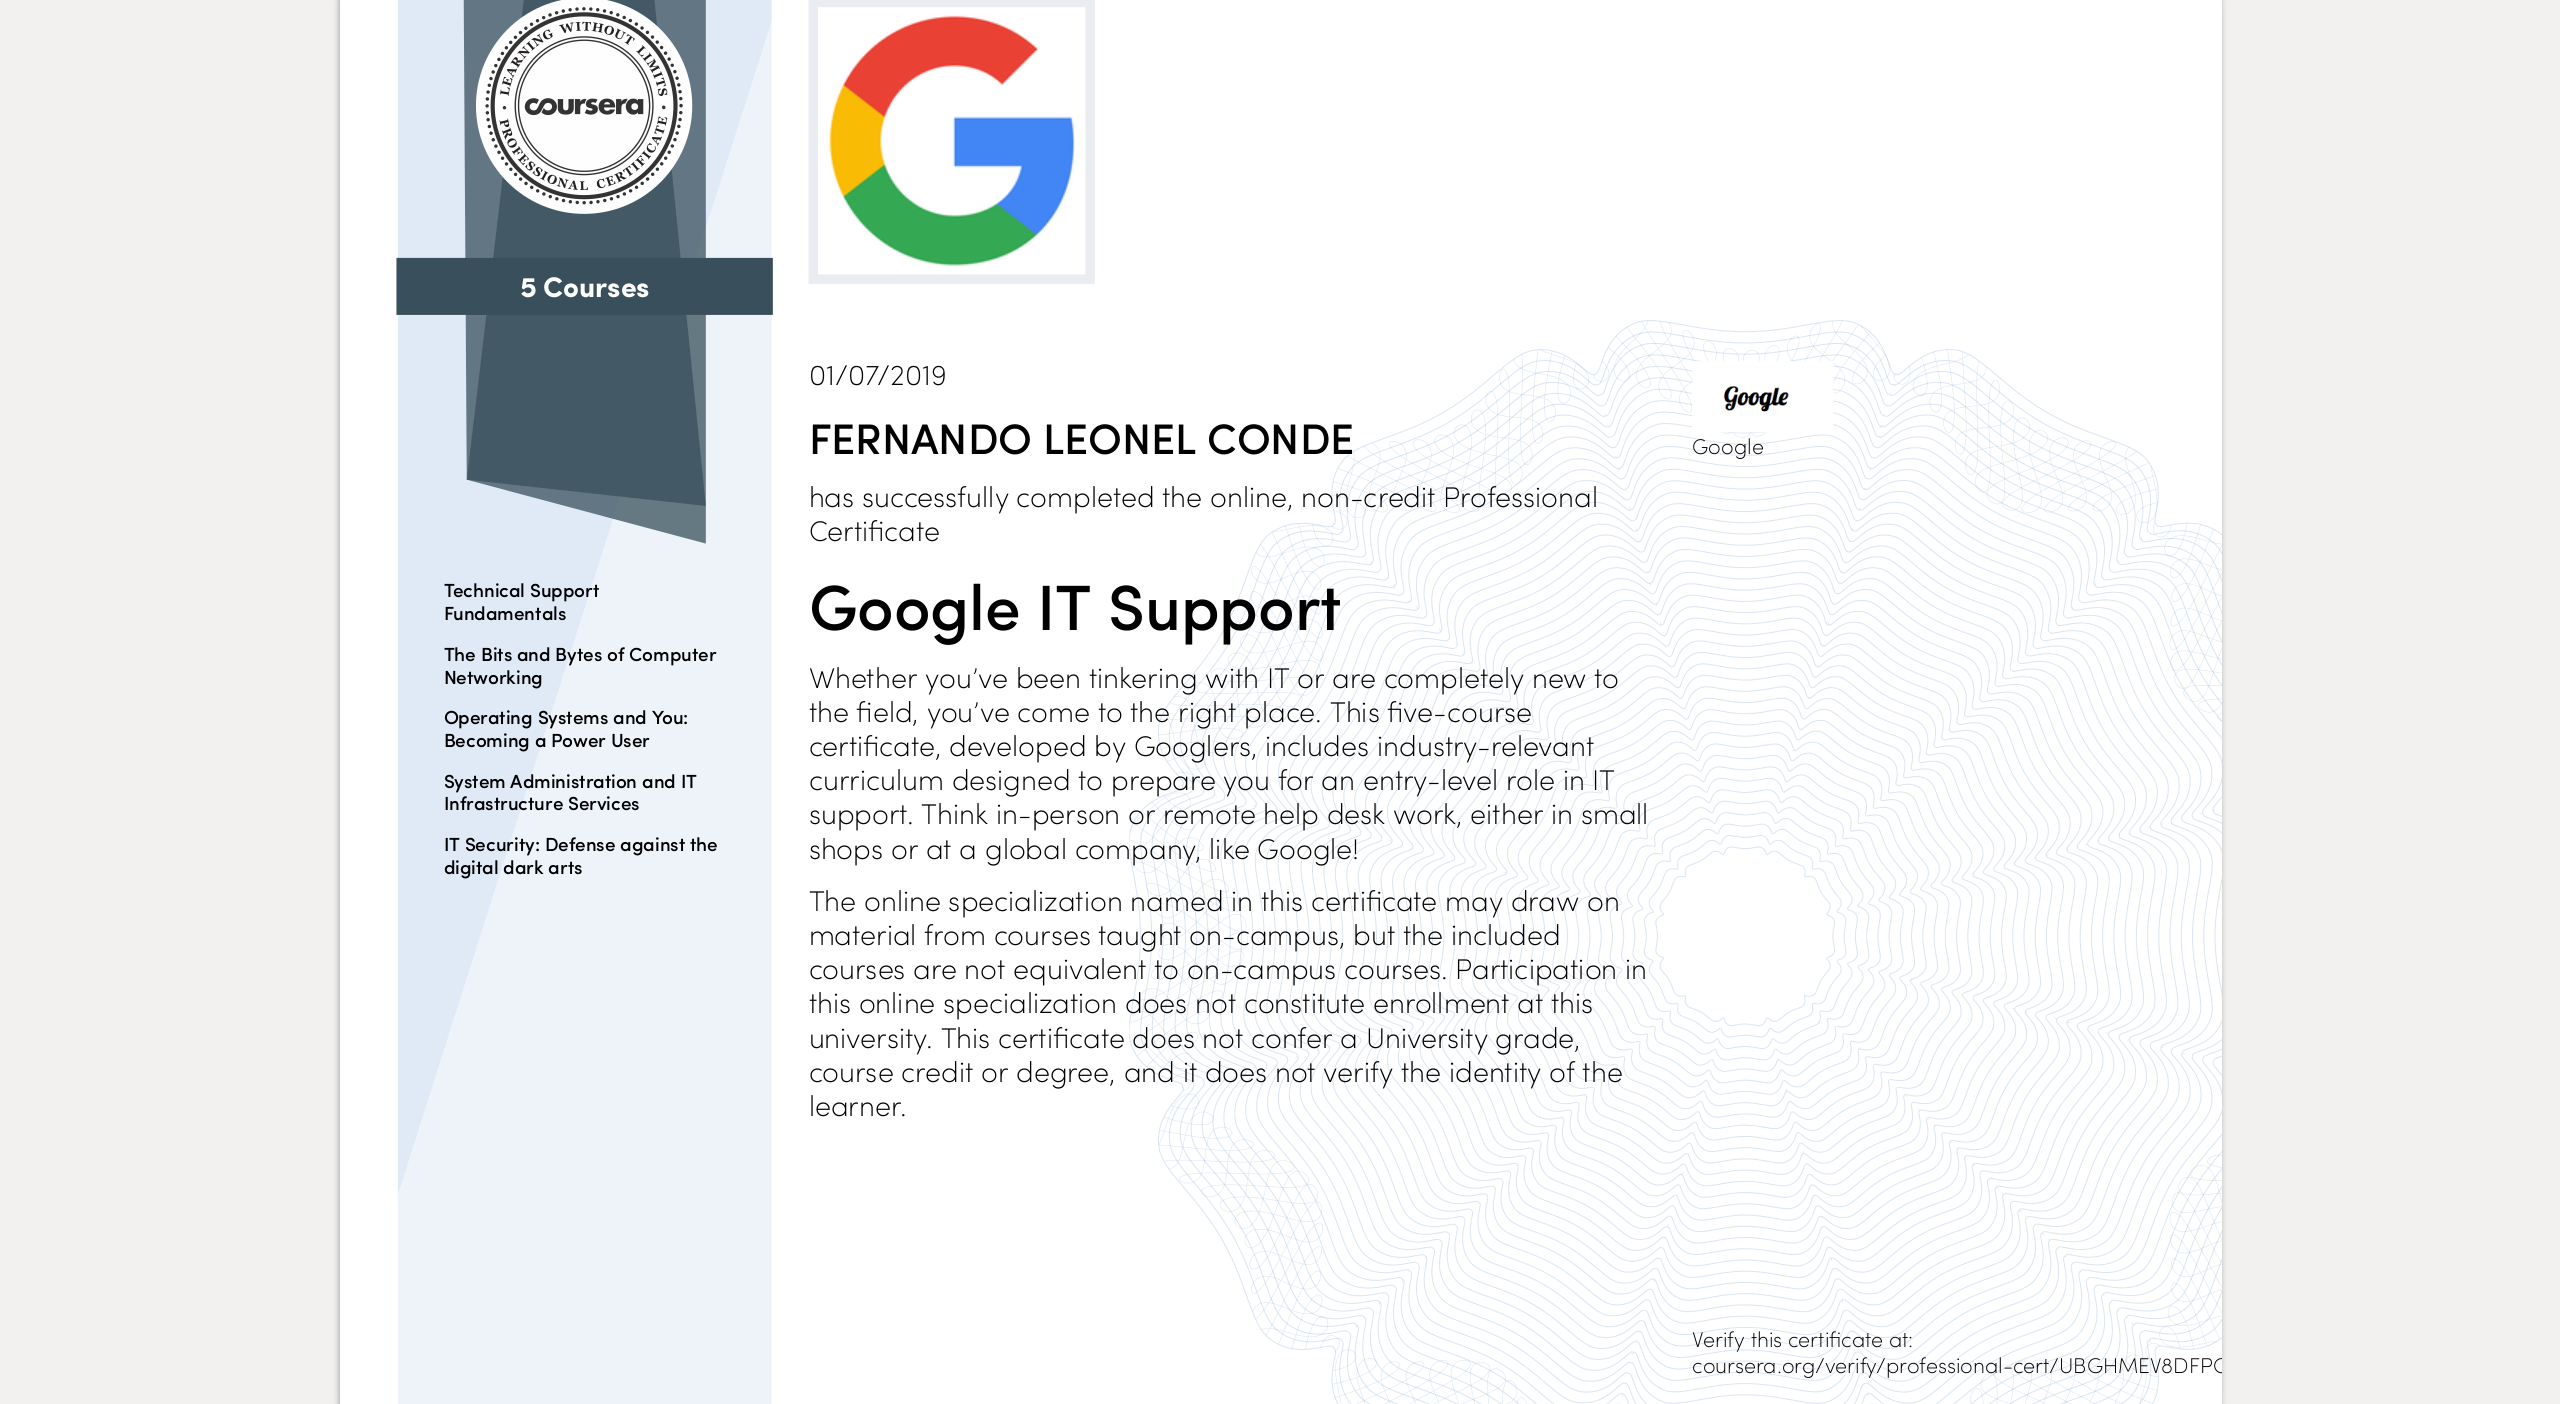 LEARNING WITHOUT LIMITS
coursera
PROFESSIONAL CERTIFICATE
5 Courses
Technical Support
Fundamentals
The Bits and Bytes of Computer
Networking
Operating Systems and You:
Becoming a Power User
System Administration and IT
Infrastructure Services
IT Security: Defense against the
digital dark arts
01/07/2019
FERNANDO LEONEL CONDE
has successfully completed the online, non-credit Professional
Certificate
Google IT Support
Whether you’ve been tinkering with IT or are completely new to
the field, you’ve come to the right place. This five-course
certificate, developed by Googlers, includes industry-relevant
curriculum designed to prepare you for an entry-level role in IT
support. Think in-person or remote help desk work, either in small
shops or at a global company, like Google!
The online specialization named in this certificate may draw on
material from courses taught on-campus, but the included
courses are not equivalent to on-campus courses. Participation in
this online specialization does not constitute enrollment at this
university. This certificate does not confer a University grade,
course credit or degree, and it does not verify the identity of the
learner.
Google
Google
Verify this certificate at:
coursera.org/verify/professional-cert/UBGHMEV8DFP